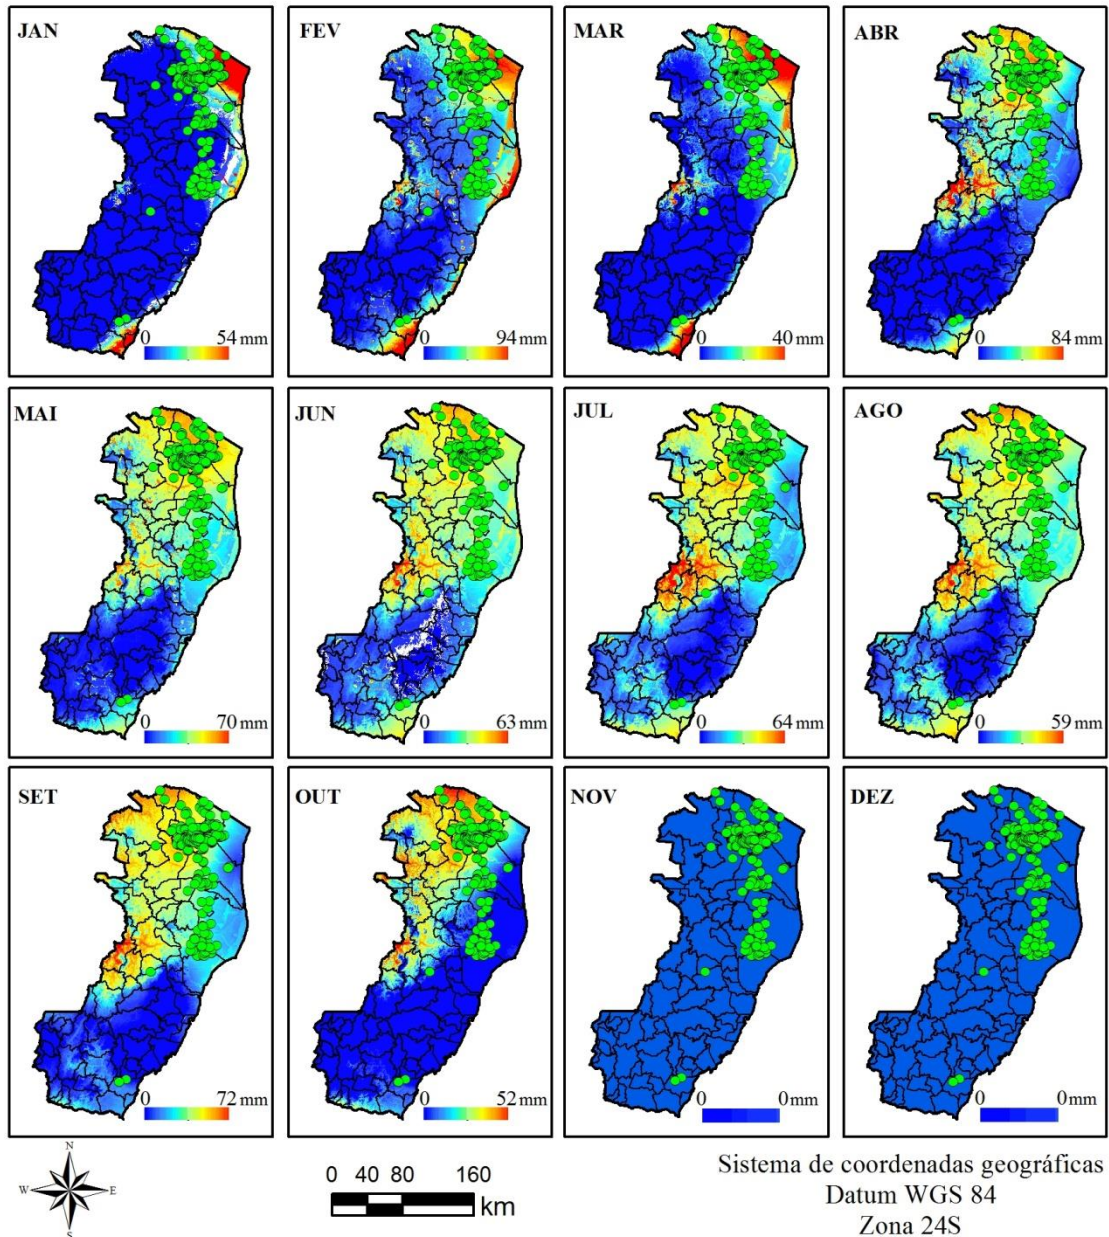 JAN
0 54 mm
FEV
0 94 mm
MAR
0 40 mm
ABR
0 84 mm
MAI
0 70 mm
JUN
0 63 mm
JUL
0 64 mm
AGO
0 59 mm
SET
0 72 mm
OUT
0 52 mm
NOV
0 0 mm
DEZ
0 0 mm
N
W E
S
0 40 80 160
km
Sistema de coordenadas geográficas
Datum WGS 84
Zona 24S